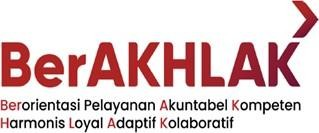 BerAKHLAK
Berorientasi Pelayanan Akuntabel Kompeten
Harmonis Loyal Adaptif Kolaboratif